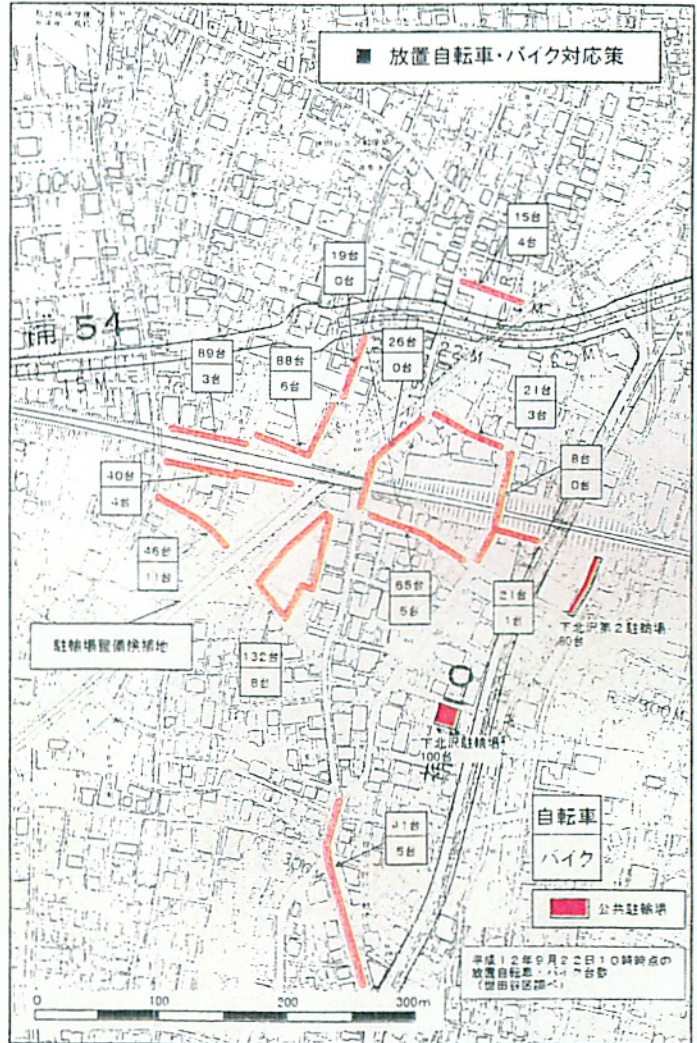 ■ 放置自転車・バイク対応策
15台
4台
19台
0台
補 54
26台
0台
15M
22M
89台
3台
88台
6台
21台
3台
8台
0台
40台
4台
46台
11台
65台
5台
21台
1台
下北沢第2駐輪場
80台
駐輪場整備候補地
132台
8台
下北沢駐輪場
100台
41台
5台
自転車
バイク
公共駐輪場
平成12年9月22日10時時点の
放置自転車・バイク台数
(世田谷区調べ)
0 100 200 300m